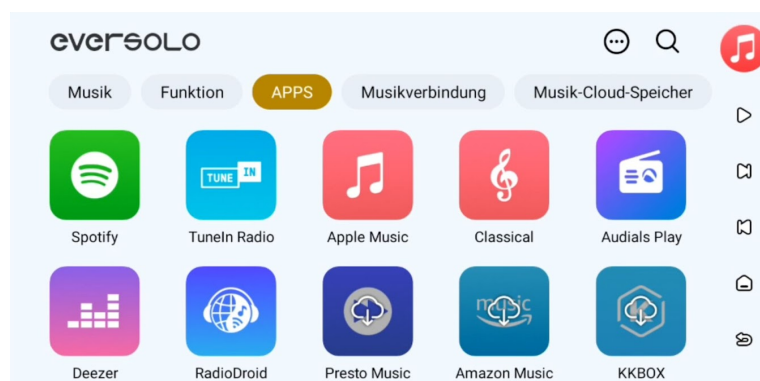 eversolo
Musik Funktion APPS Musikverbindung Musik-Cloud-Speicher
TUNE IN
Spotify TuneIn Radio Apple Music Classical Audials Play
music
Deezer RadioDroid Presto Music Amazon Music KKBOX